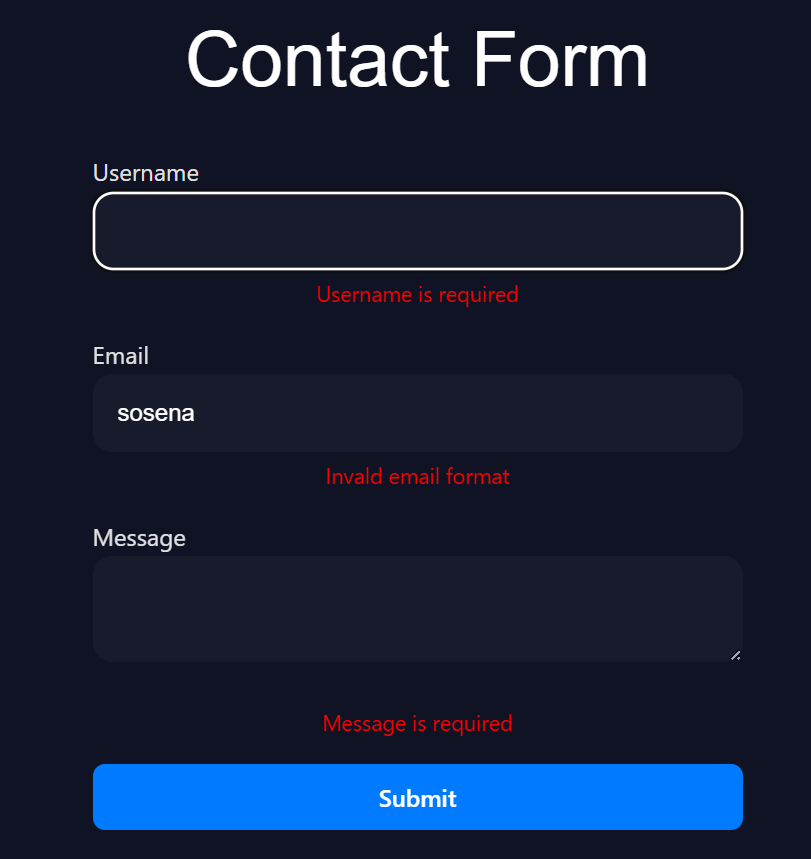 Contact Form
Username
Username is required
Email
sosena
Invald email format
Message
Message is required
Submit